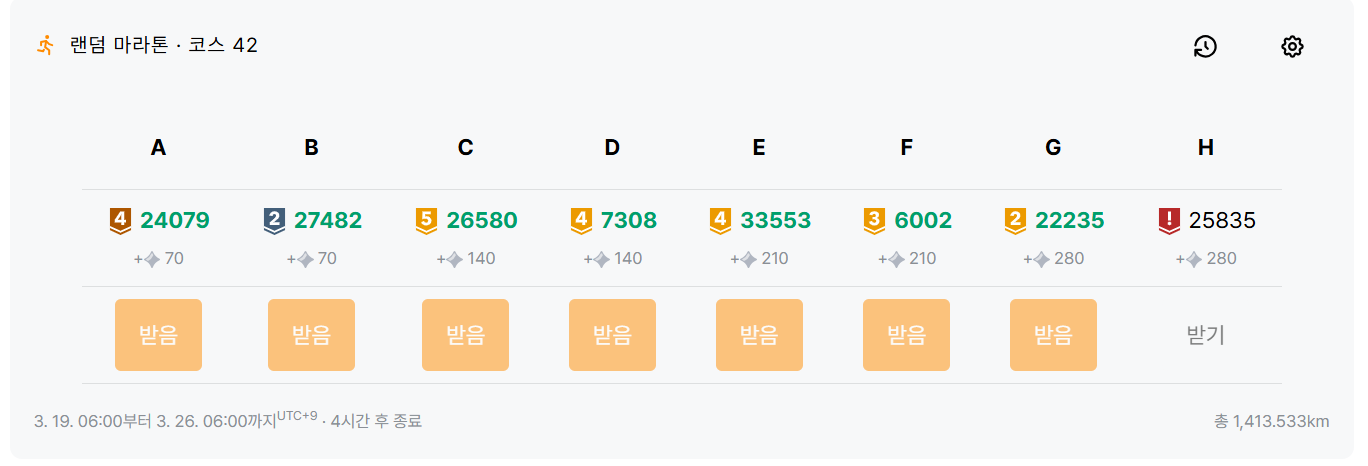 랜덤 마라톤 · 코스 42
A B C D E F G H
4 24079 2 27482 5 26580 4 7308 4 33553 3 6002 2 22235 ! 25835
+70 +70 +140 +140 +210 +210 +280 +280
받음 받음 받음 받음 받음 받음 받음 받기
3. 19. 06:00부터 3. 26. 06:00까지UTC+9 · 4시간 후 종료 총 1,413.533km